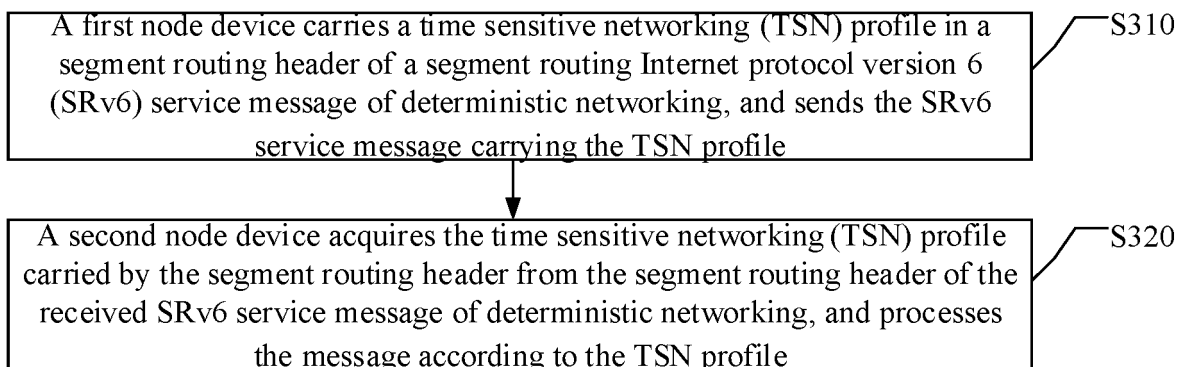 A first node device carries a time sensitive networking (TSN) profile in a
segment routing header of a segment routing Internet protocol version 6
(SRv6) service message of deterministic networking, and sends the SRv6
service message carrying the TSN profile
S310
A second node device acquires the time sensitive networking (TSN) profile
carried by the segment routing header from the segment routing header of the
received SRv6 service message of deterministic networking, and processes
the message according to the TSN profile
S320